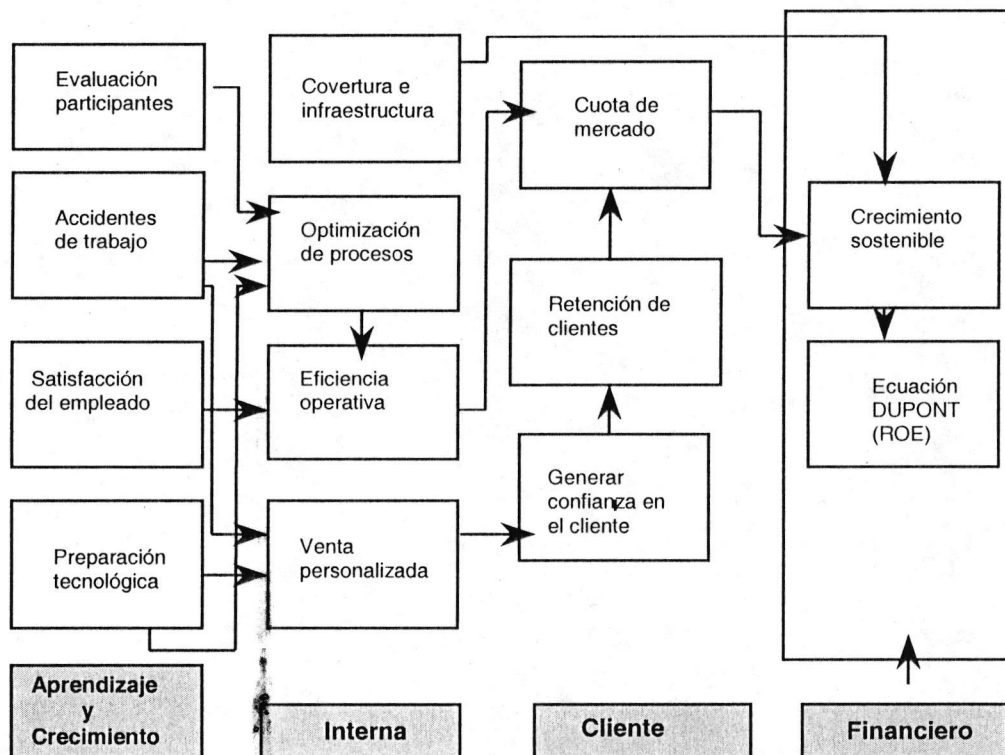 Evaluación
participantes
Accidentes
de trabajo
Satisfacción
del empleado
Preparación
tecnológica
Aprendizaje
y
Crecimiento
Covertura e
infraestructura
Optimización
de procesos
Eficiencia
operativa
Venta
personalizada
Interna
Cuota de
mercado
Retención de
clientes
Generar
confianza en
el cliente
Cliente
Crecimiento
sostenible
Ecuación
DUPONT
(ROE)
Financiero